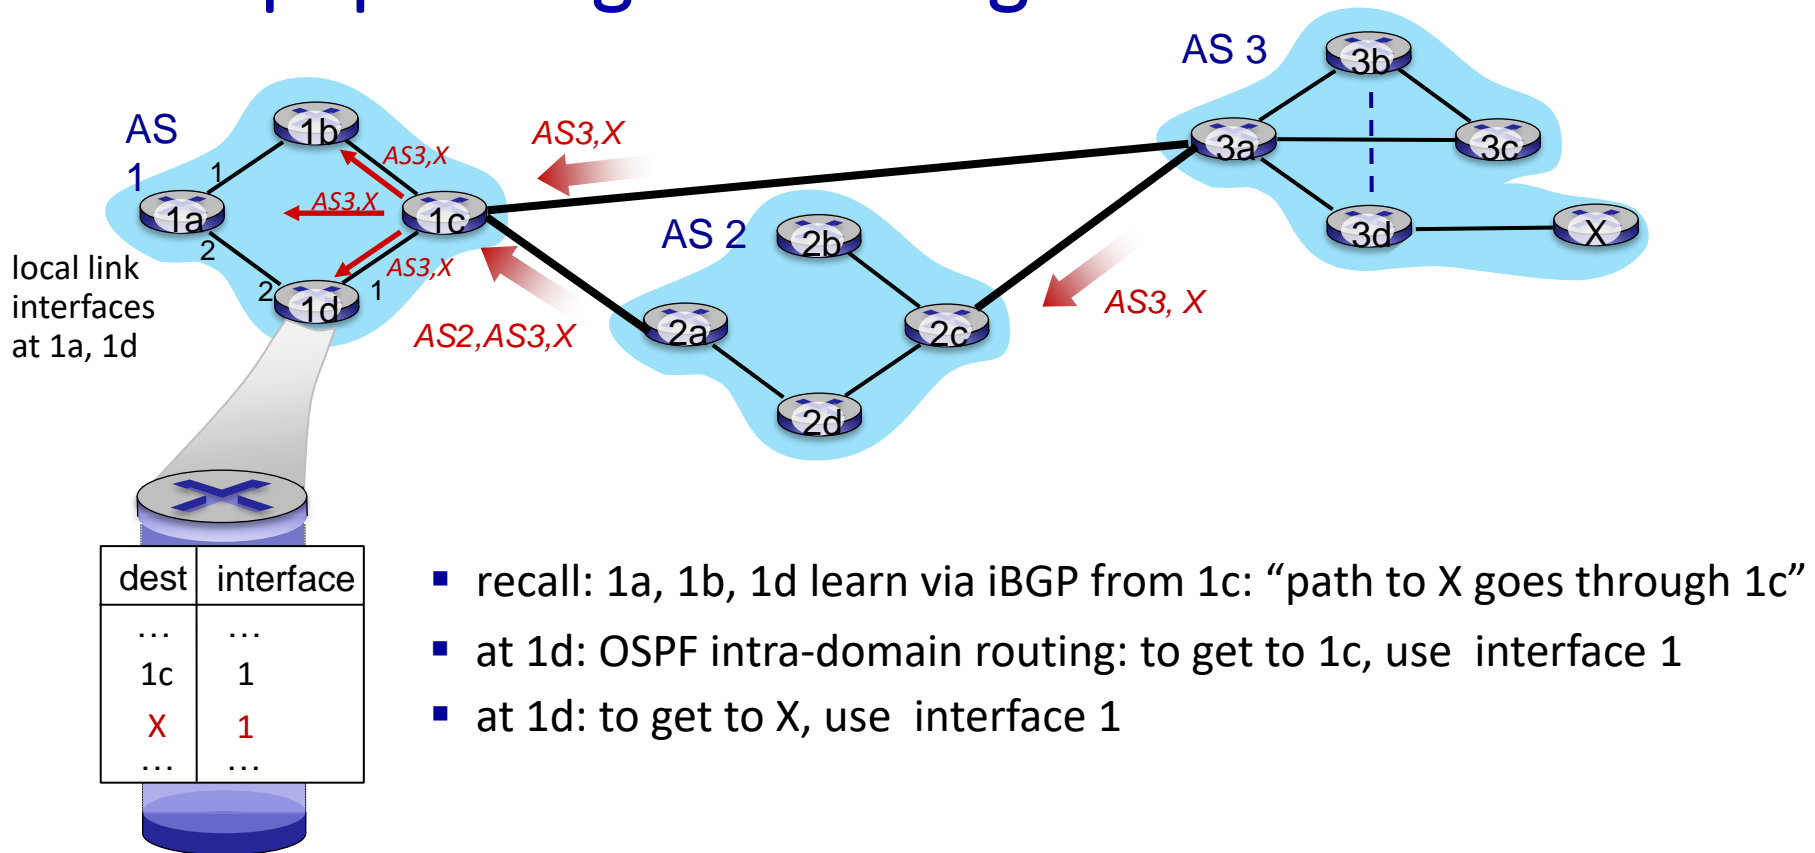 AS 3
3b
AS
1
1b
AS3,X
AS3,X
3a
3c
1
AS3,X
1a
1c
AS 2
2b
3d
X
2
local link
interfaces
at 1a, 1d
AS3,X
2
1
1d
AS2,AS3,X
AS3, X
2a
2c
2d
dest interface
... ...
1c 1
X 1
... ...
▪ recall: 1a, 1b, 1d learn via iBGP from 1c: “path to X goes through 1c”
▪ at 1d: OSPF intra-domain routing: to get to 1c, use interface 1
▪ at 1d: to get to X, use interface 1